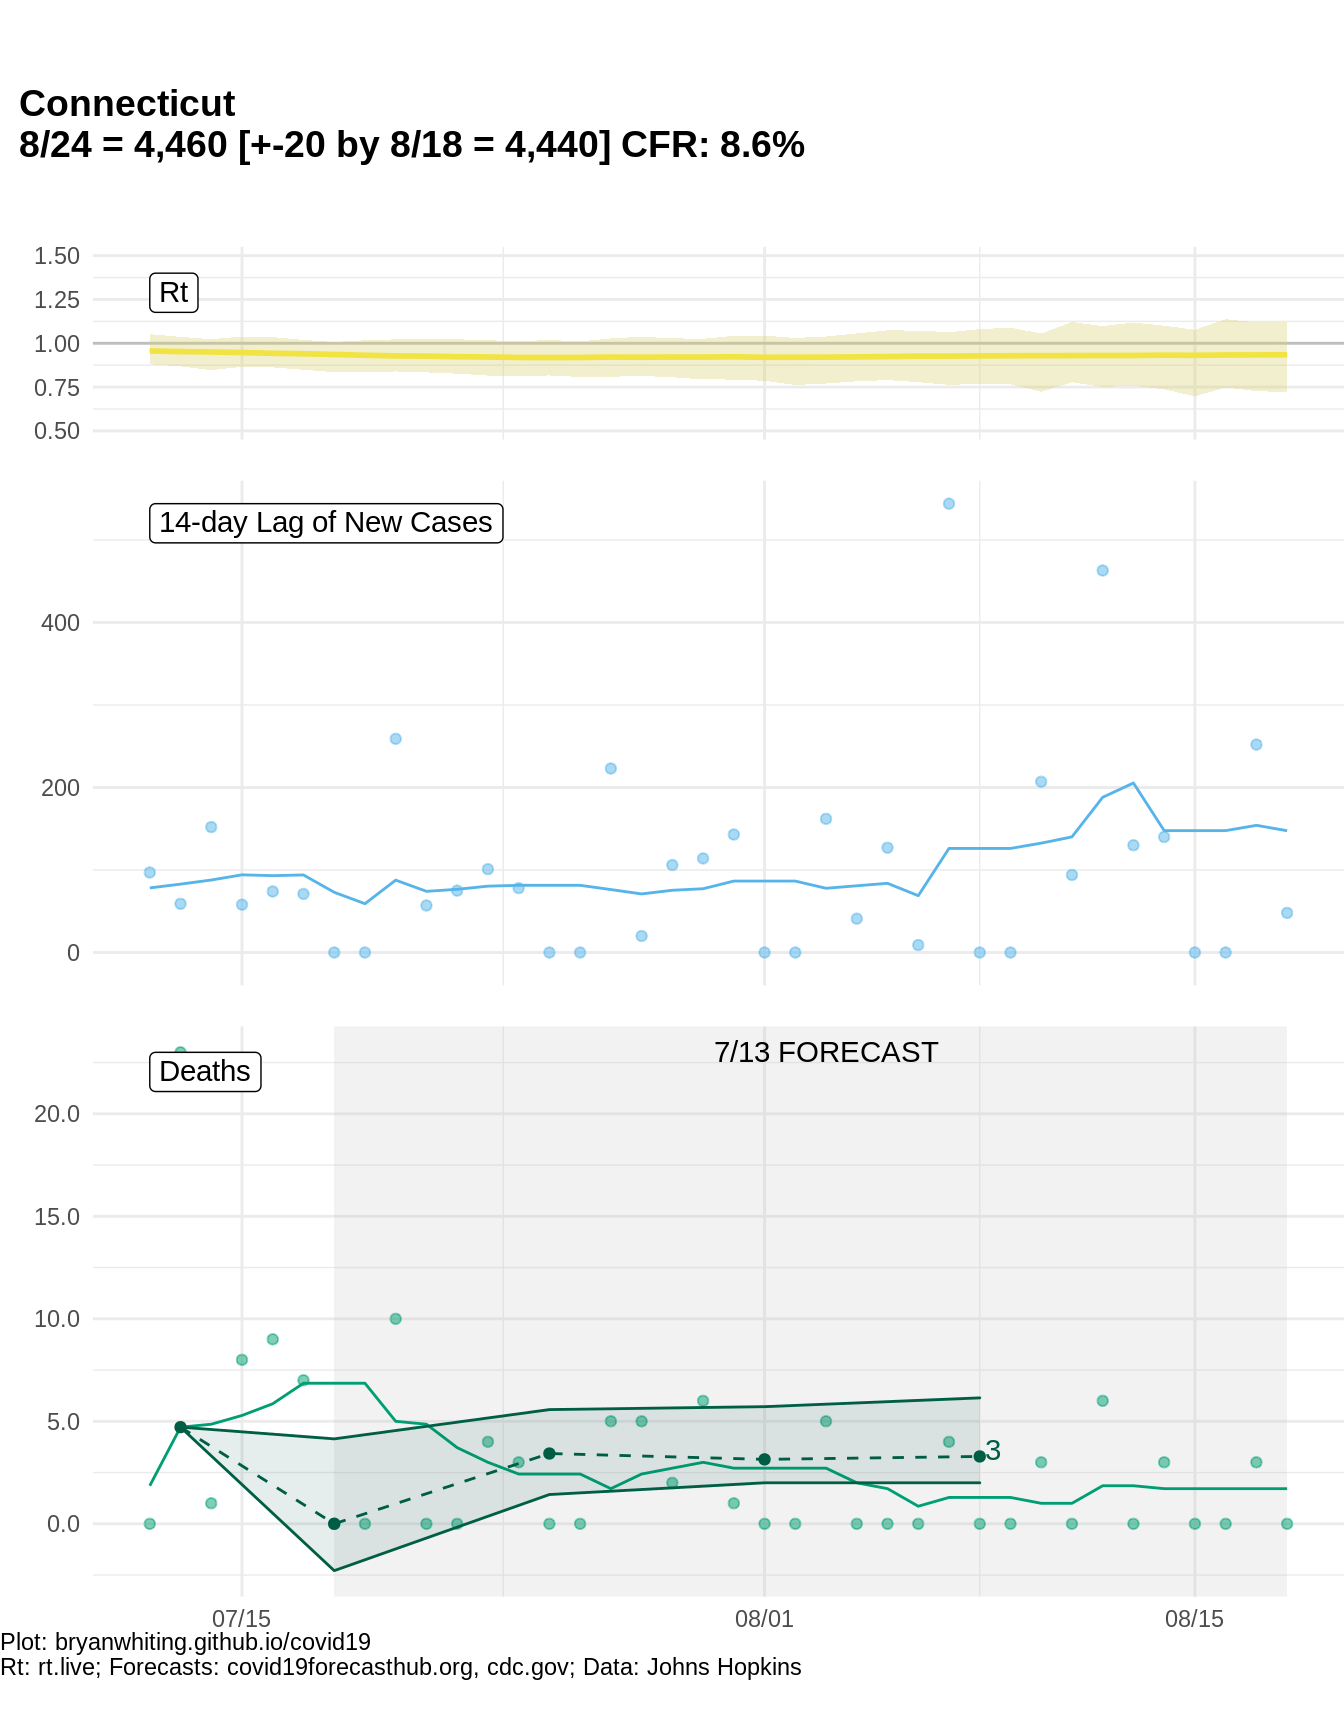 Connecticut
8/24 = 4,460 [+-20 by 8/18 = 4,440] CFR: 8.6%
1.50
Rt
1.25
1.00
0.75
0.50
14-day Lag of New Cases
400
200
0
7/13 FORECAST
Deaths
20.0
15.0
10.0
5.0
3
0.0
07/15 08/01 08/15
Plot: bryanwhiting.github.io/covid19
Rt: rt.live; Forecasts: covid19forecasthub.org, cdc.gov; Data: Johns Hopkins